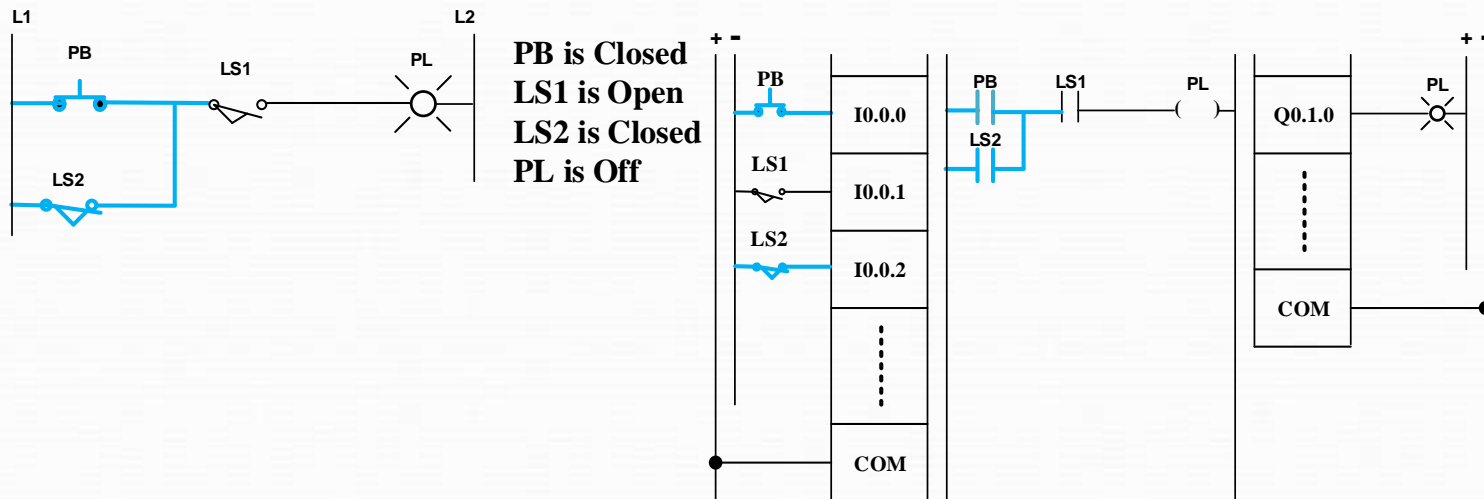 L1 L2
PB
LS1
PL
LS2
PB is Closed
LS1 is Open
LS2 is Closed
PL is Off
+ -
PB
I0.0.0
LS1
I0.0.1
LS2
I0.0.2
COM
PB LS1 PL
LS2
+ -
Q0.1.0
PL
COM